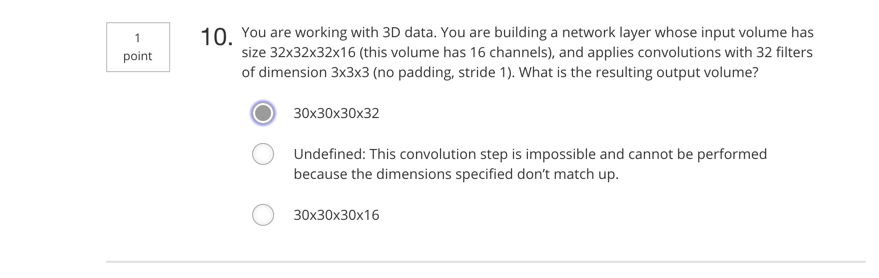 1
point
10. You are working with 3D data. You are building a network layer whose input volume has
size 32x32x32x16 (this volume has 16 channels), and applies convolutions with 32 filters
of dimension 3x3x3 (no padding, stride 1). What is the resulting output volume?
30x30x30x32
Undefined: This convolution step is impossible and cannot be performed
because the dimensions specified don't match up.
30x30x30x16